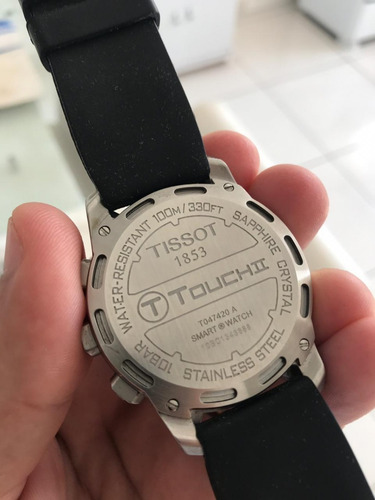 TISSOT
1853
T TOUCH II
T047420 A
SMART WATCH
WATER-RESISTANT 100M/330FT SAPPHIRE CRYSTAL
10BAR STAINLESS STEEL